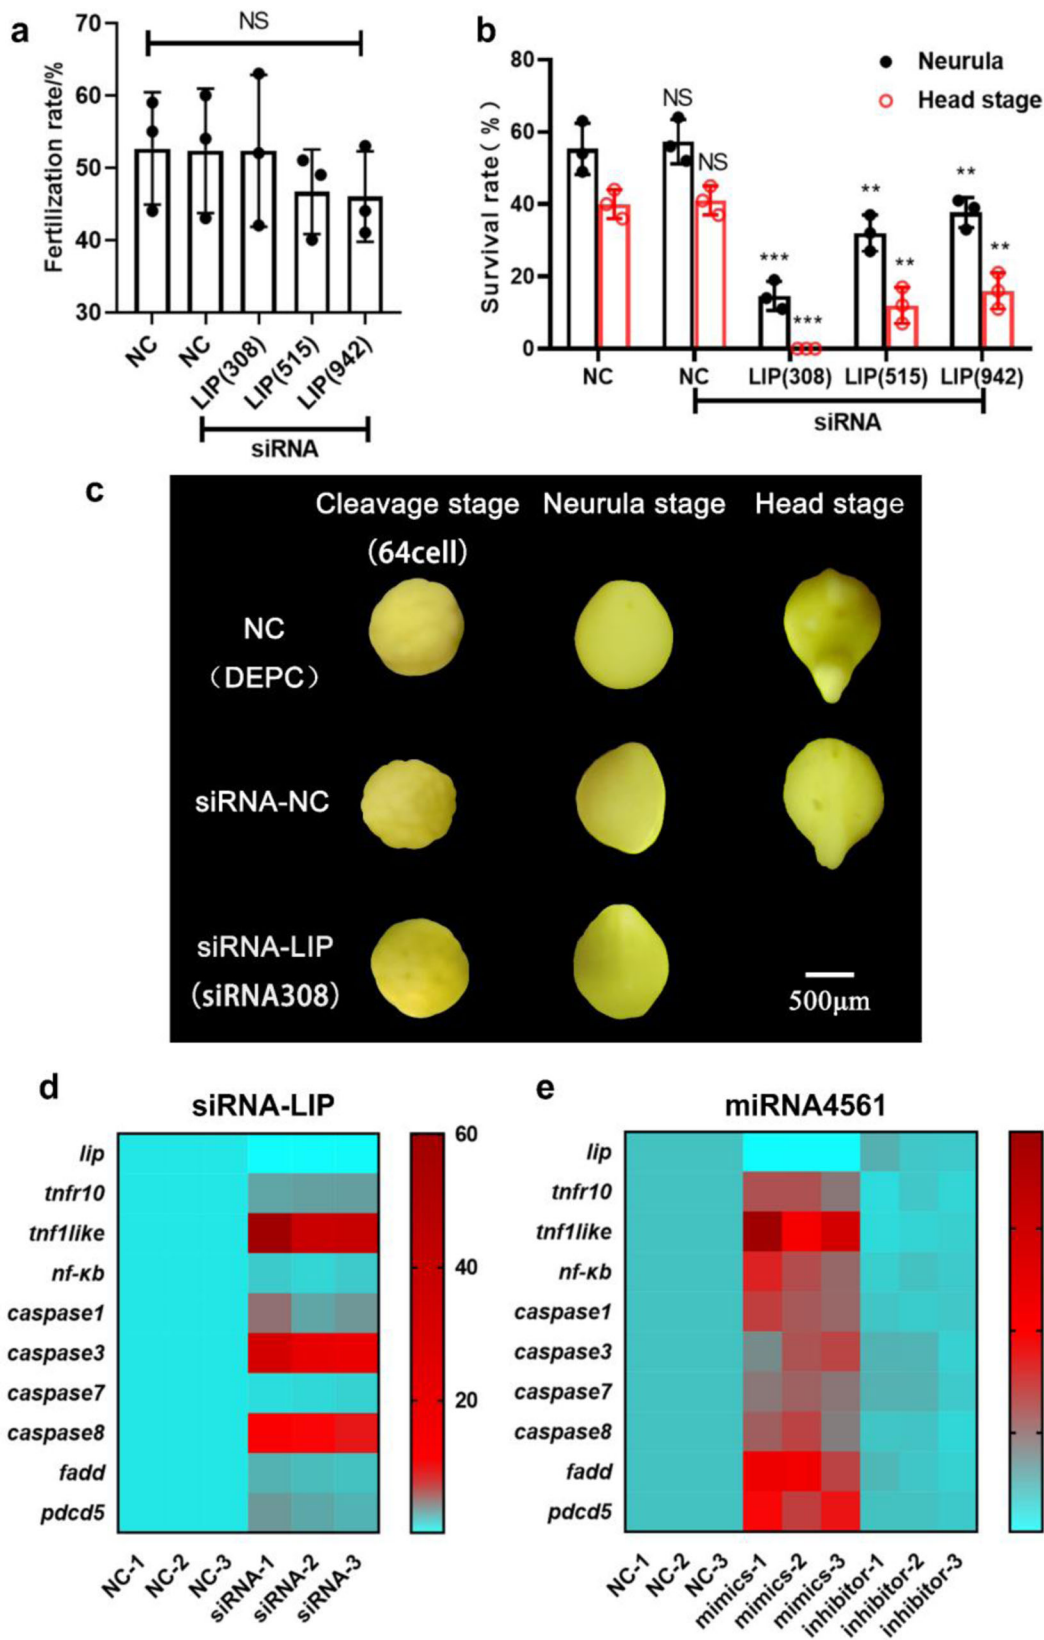 a
70
60
50
40
30
Fertilization rate/%
NS
NC
NC
LIP(308)
LIP(515)
LIP(942)
siRNA
b
80
60
40
20
0
Survival rate(%)
Neurula
Head stage
NS
NS
***
***
**
**
**
**
NC
NC
LIP(308)
LIP(515)
LIP(942)
siRNA
c
Cleavage stage
Neurula stage
Head stage
(64cell)
NC
(DEPC)
siRNA-NC
siRNA-LIP
(siRNA308)
500μm
d
siRNA-LIP
lip
tnfr10
tnf1like
nf-κb
caspase1
caspase3
caspase7
caspase8
fadd
pdcd5
60
40
20
NC-1
NC-2
NC-3
siRNA-1
siRNA-2
siRNA-3
e
miRNA4561
lip
tnfr10
tnf1like
nf-κb
caspase1
caspase3
caspase7
caspase8
fadd
pdcd5
NC-1
NC-2
NC-3
mimics-1
mimics-2
mimics-3
inhibitor-1
inhibitor-2
inhibitor-3